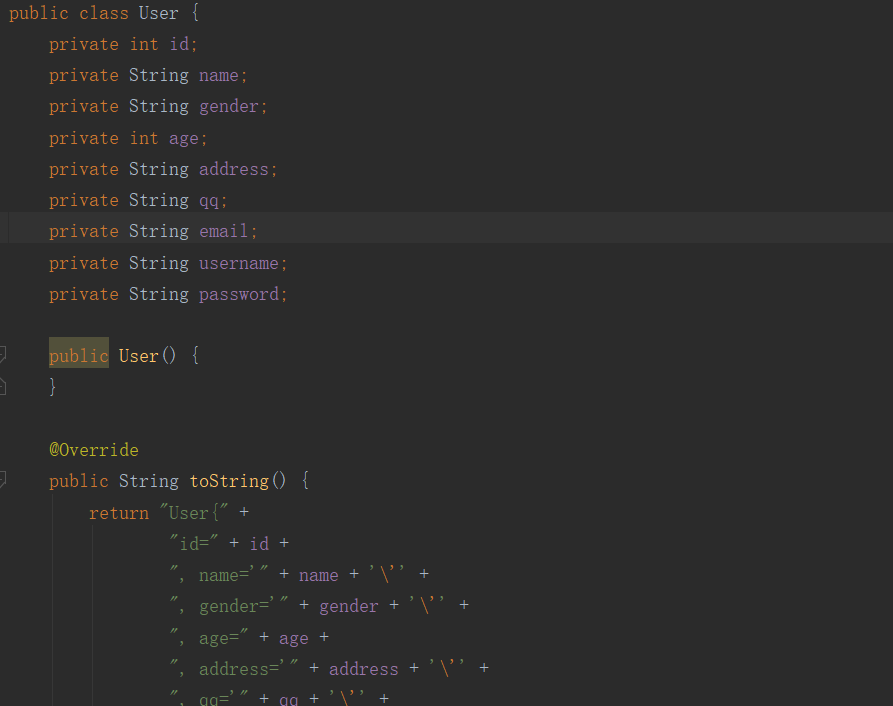 public class User {
    private int id;
    private String name;
    private String gender;
    private int age;
    private String address;
    private String qq;
    private String email;
    private String username;
    private String password;

    public User() {
    }

    @Override
    public String toString() {
        return "User{" +
                "id=" + id +
                ", name='" + name + '\'' +
                ", gender='" + gender + '\'' +
                ", age=" + age +
                ", address='" + address + '\'' +
                ", qq='" + qq + '\'' +